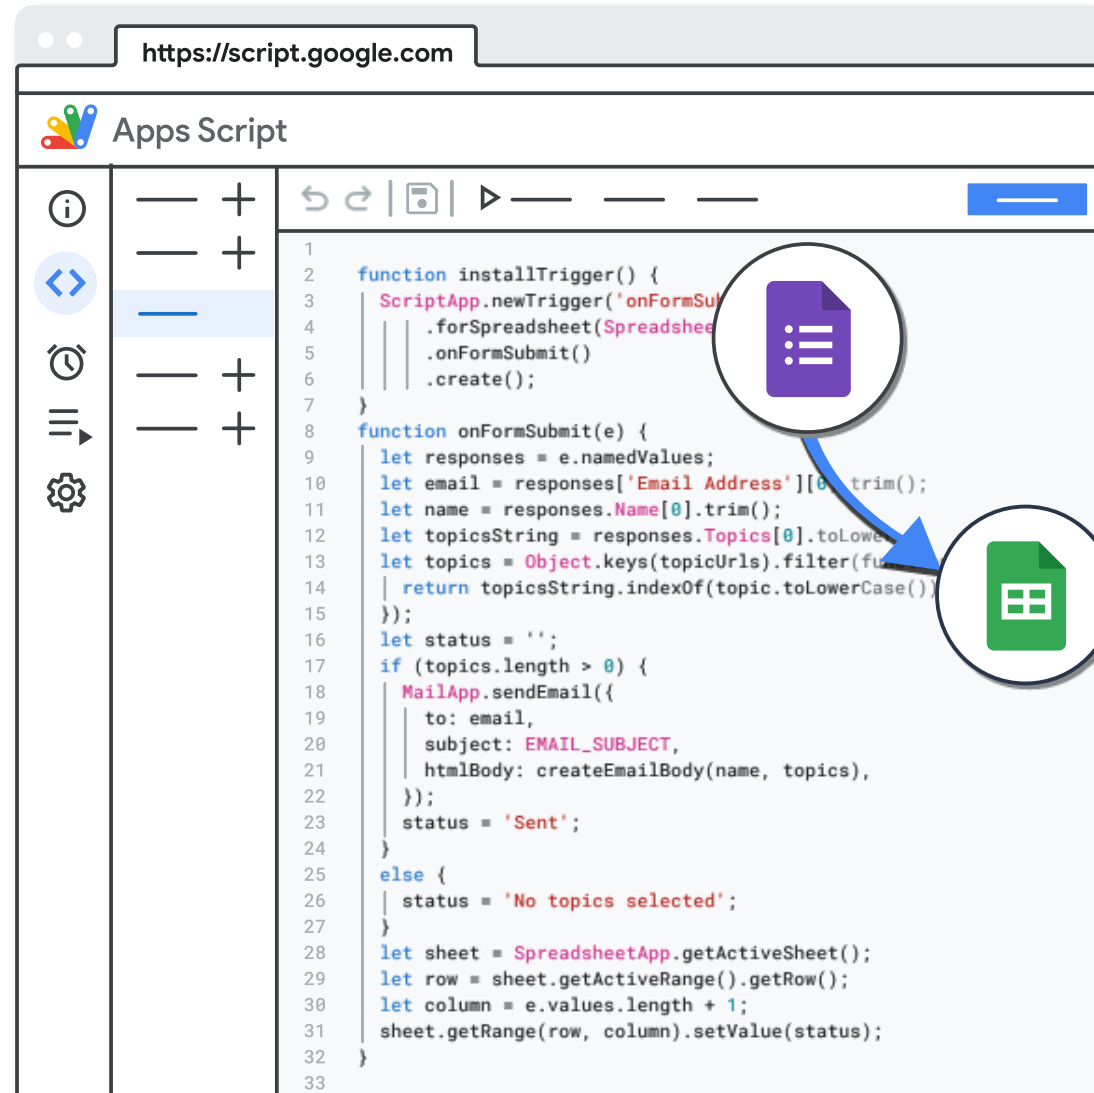 https://script.google.com
Apps Script
1
2 function installTrigger() {
3 ScriptApp.newTrigger('onFormSu
4 .forSpreadsheet(Spreadshee
5 .onFormSubmit()
6 .create();
7 }
8 function onFormSubmit(e) {
9 let responses = e.namedValues;
10 let email = responses['Email Address'][0 trim();
11 let name = responses.Name[0].trim();
12 let topicsString = responses.Topics[0].toLowe
13 let topics = Object.keys(topicUrls).filter(fu
14 return topicsString.indexOf(topic.toLowerCase())
15 });
16 let status = '';
17 if (topics.length > 0) {
18 MailApp.sendEmail({
19 to: email,
20 subject: EMAIL_SUBJECT,
21 htmlBody: createEmailBody(name, topics),
22 });
23 status = 'Sent';
24 }
25 else {
26 status = 'No topics selected';
27 }
28 let sheet = SpreadsheetApp.getActiveSheet();
29 let row = sheet.getActiveRange().getRow();
30 let column = e.values.length + 1;
31 sheet.getRange(row, column).setValue(status);
32 }
33